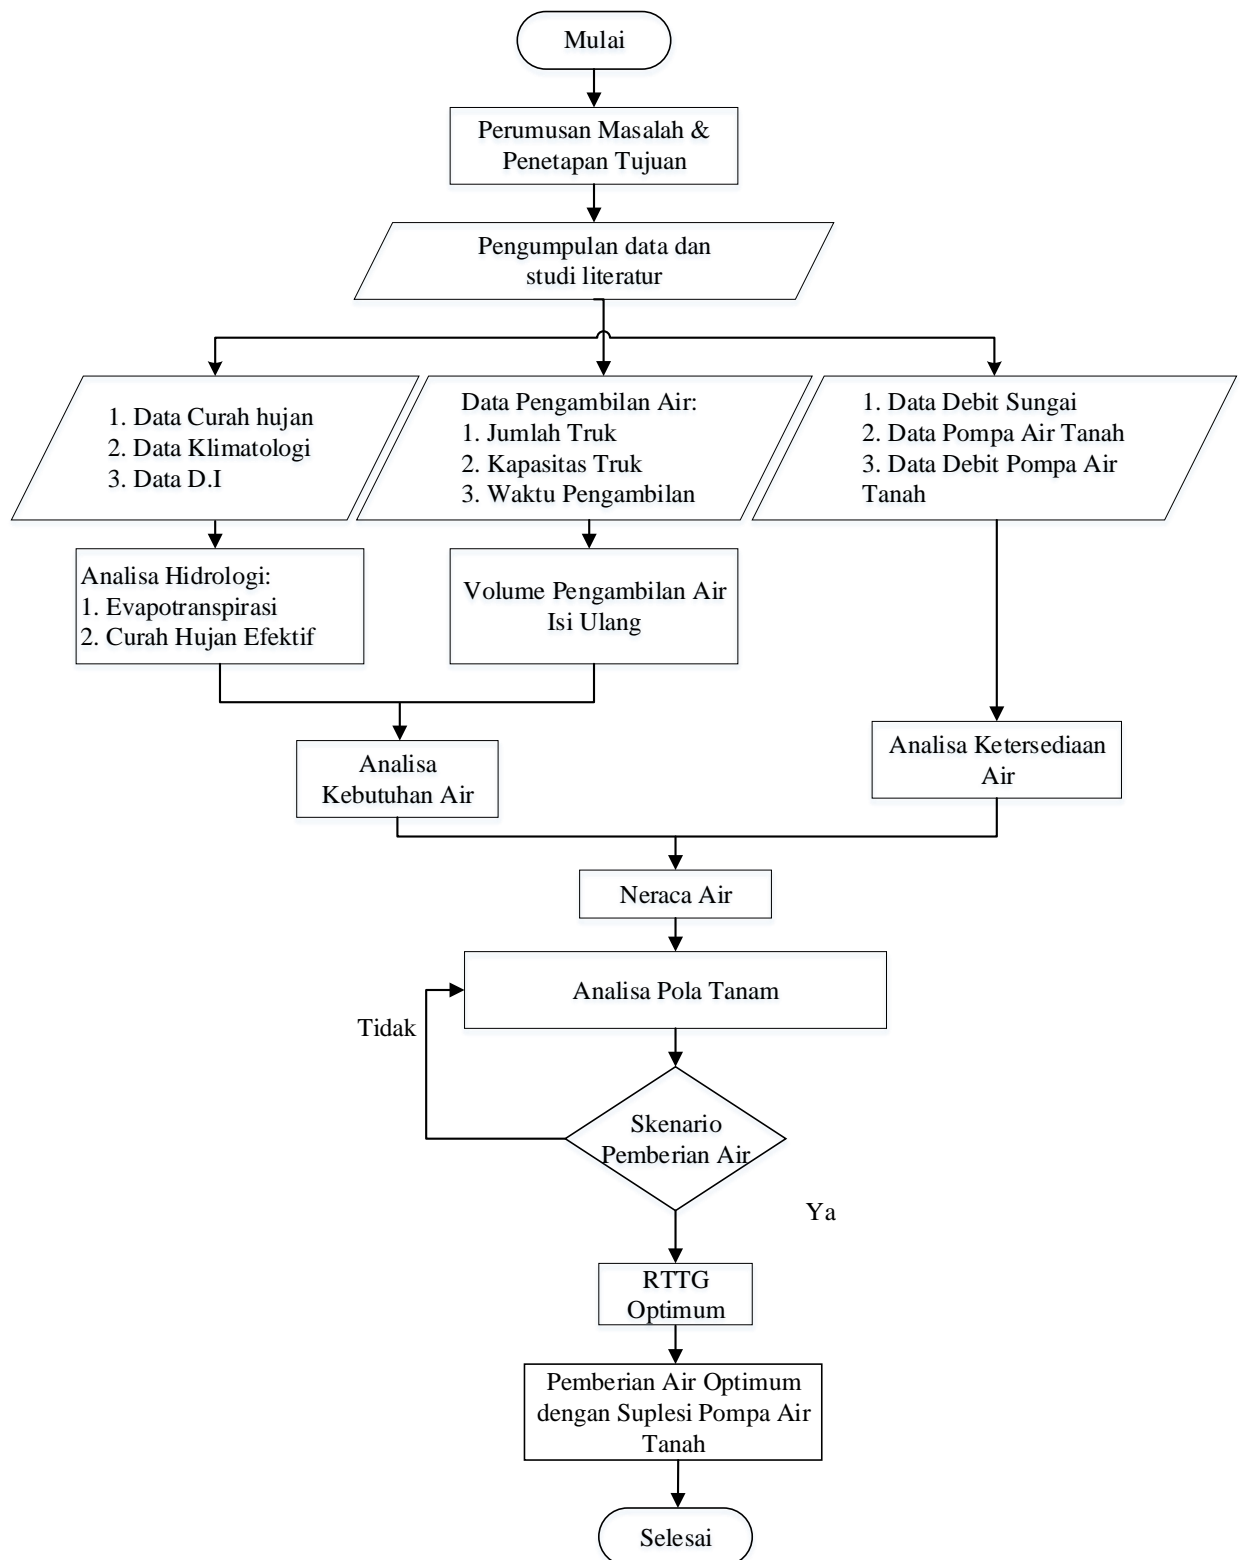 Mulai
Perumusan Masalah &
Penetapan Tujuan
Pengumpulan data dan
studi literatur
1. Data Curah hujan
2. Data Klimatologi
3. Data D.I
Data Pengambilan Air:
1. Jumlah Truk
2. Kapasitas Truk
3. Waktu Pengambilan
1. Data Debit Sungai
2. Data Pompa Air Tanah
3. Data Debit Pompa Air
Tanah
Analisa Hidrologi:
1. Evapotranspirasi
2. Curah Hujan Efektif
Volume Pengambilan Air
Isi Ulang
Analisa
Kebutuhan Air
Analisa Ketersediaan
Air
Neraca Air
Analisa Pola Tanam
Tidak
Skenario
Pemberian Air
Ya
RTTG
Optimum
Pemberian Air Optimum
dengan Suplesi Pompa Air
Tanah
Selesai